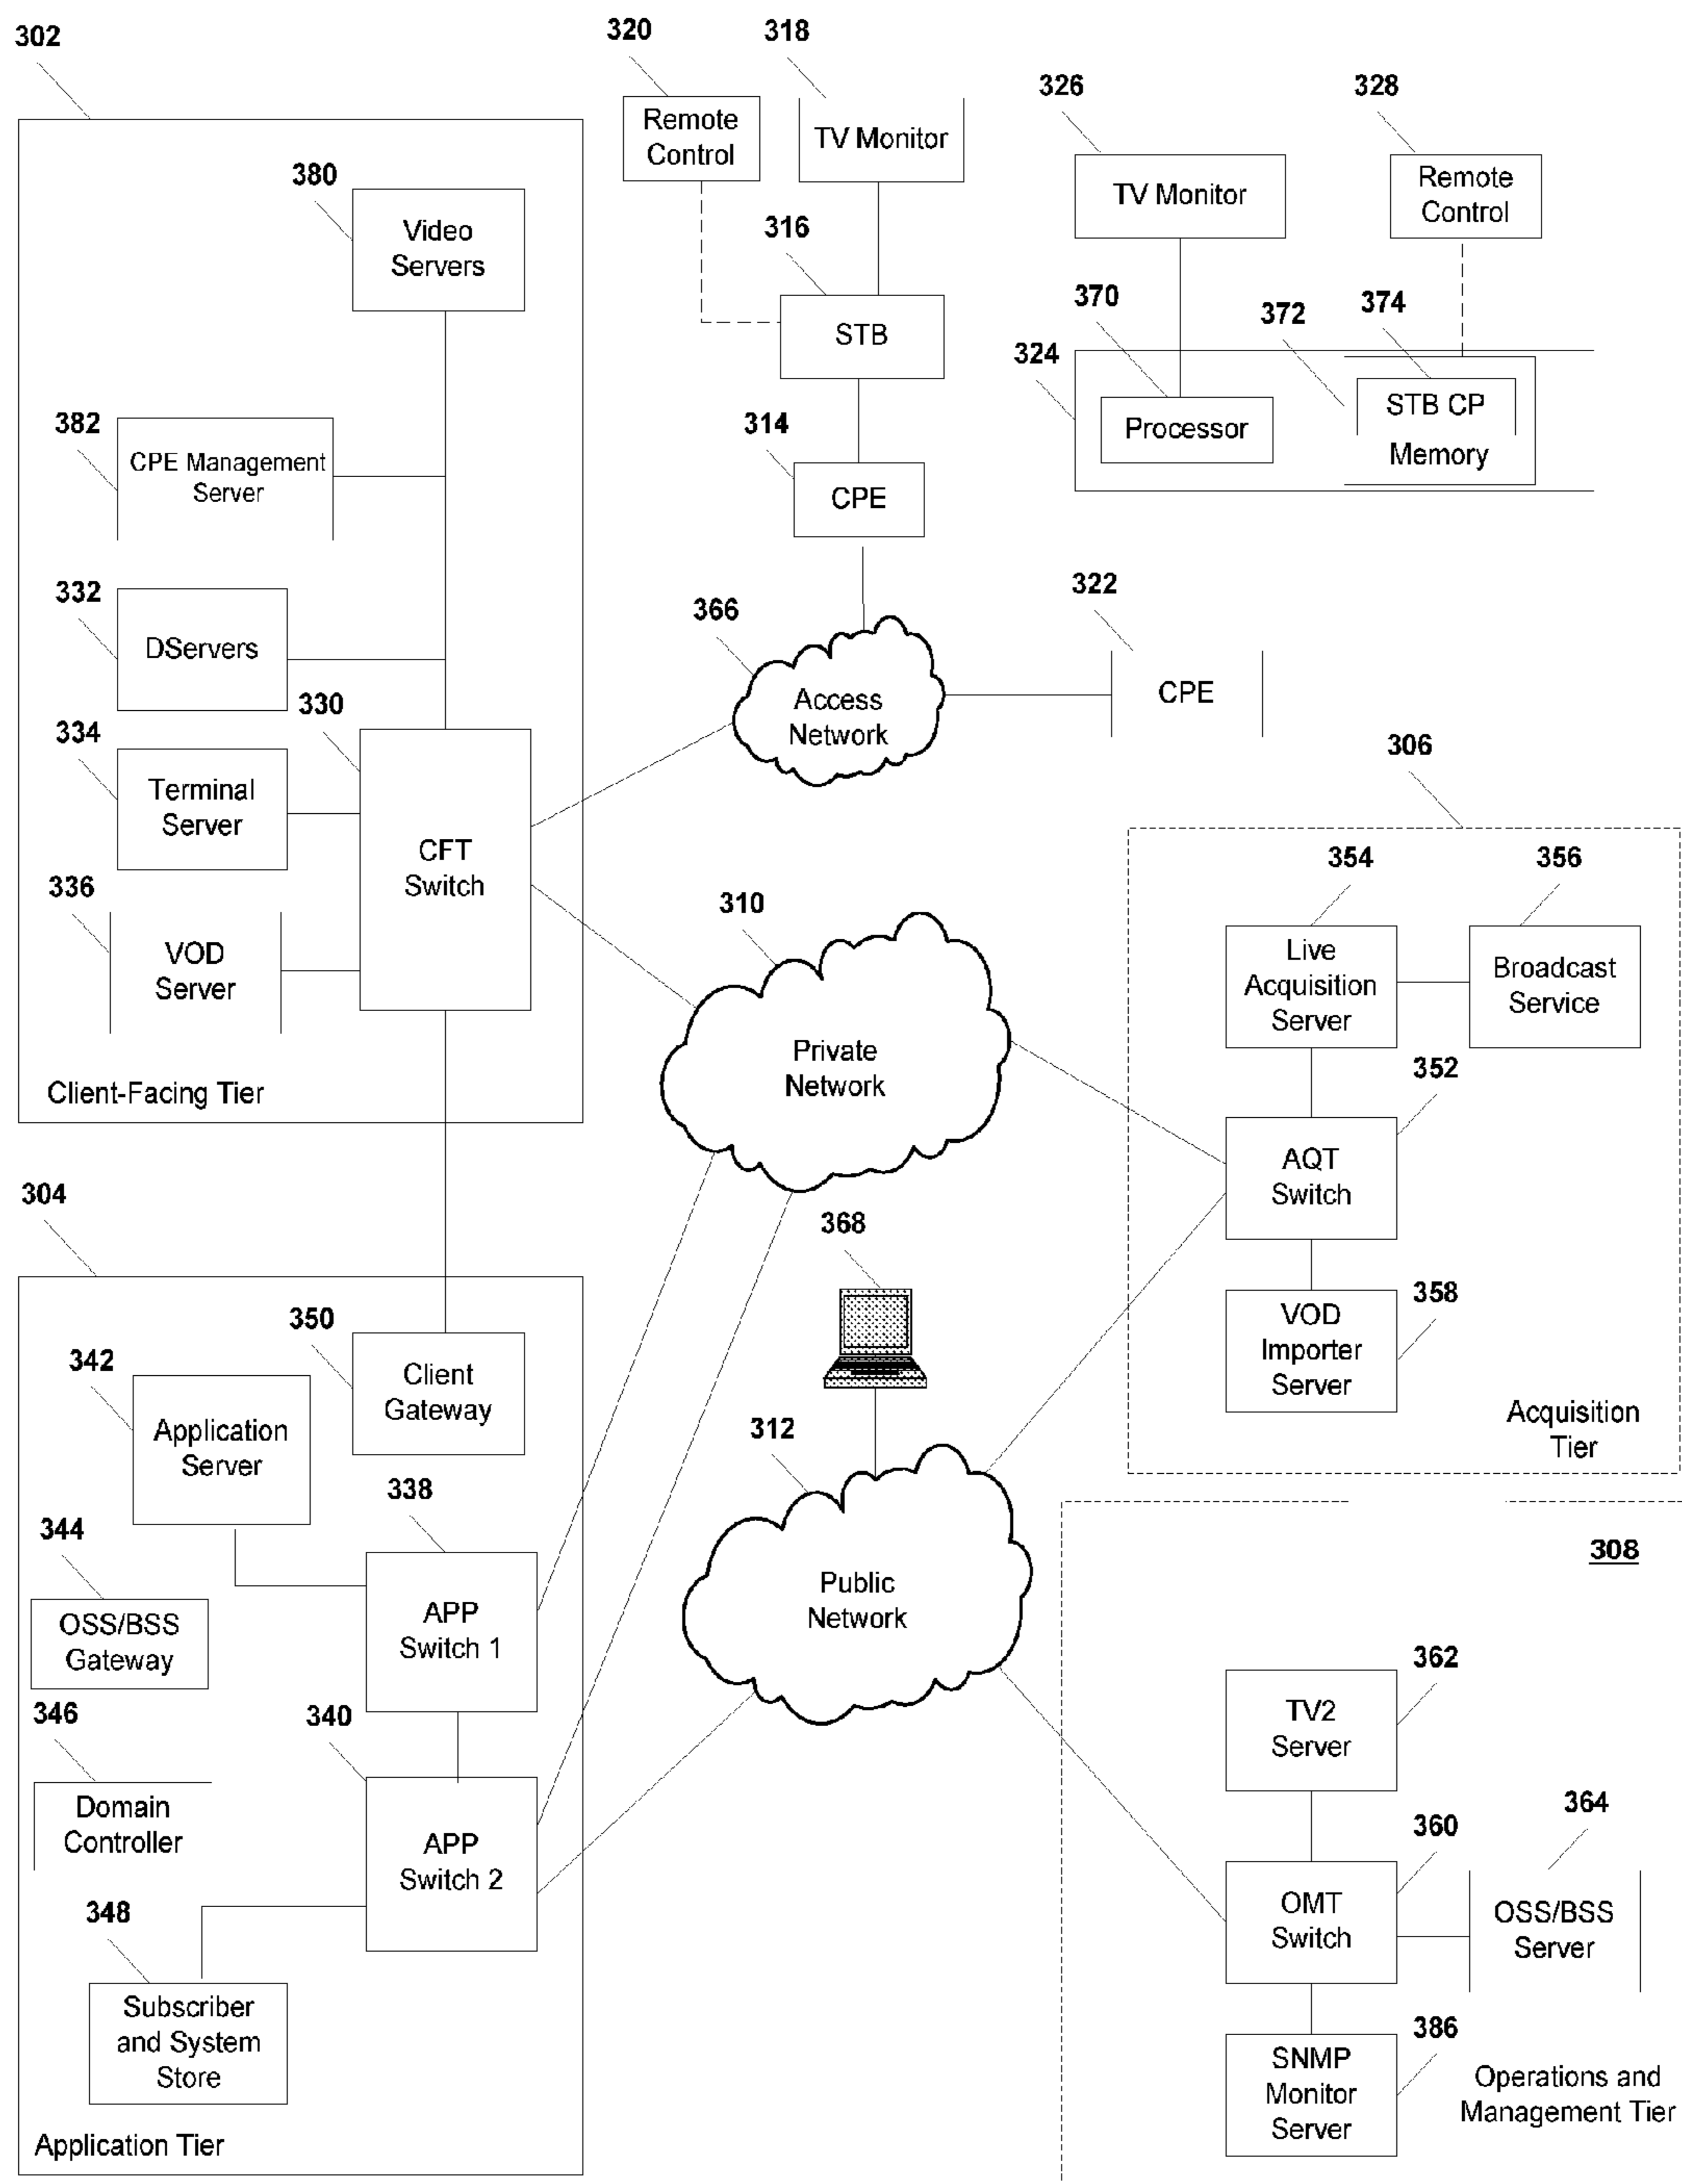 302
320
318
326
328
Remote
Control
TV Monitor
TV Monitor
Remote
Control
380
Video
Servers
316
STB
370
372
374
324
Processor
STB CP
Memory
382
CPE Management
Server
314
CPE
332
DServers
366
322
Access
Network
CPE
330
334
Terminal
Server
306
CFT
Switch
336
VOD
Server
310
354
356
Live
Acquisition
Server
Broadcast
Service
Private
Network
352
Client-Facing Tier
AQT
Switch
304
368
358
VOD
Importer
Server
350
Client
Gateway
342
Application
Server
Acquisition
Tier
312
338
344
308
APP
Switch 1
Public
Network
OSS/BSS
Gateway
362
TV2
Server
346
340
Domain
Controller
364
360
APP
Switch 2
348
OMT
Switch
OSS/BSS
Server
Subscriber
and System
Store
386
SNMP
Monitor
Server
Operations and
Management Tier
Application Tier